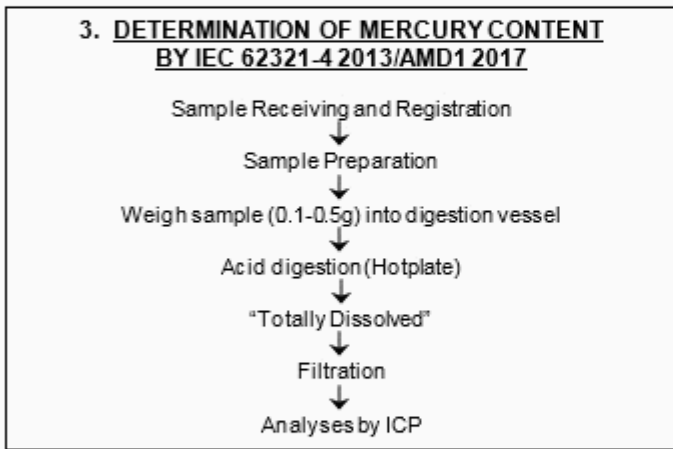 3. DETERMINATION OF MERCURY CONTENT
BY IEC 62321-4 2013/AMD1 2017
Sample Receiving and Registration
Sample Preparation
Weigh sample (0.1-0.5g) into digestion vessel
Acid digestion (Hotplate)
“Totally Dissolved”
Filtration
Analyses by ICP